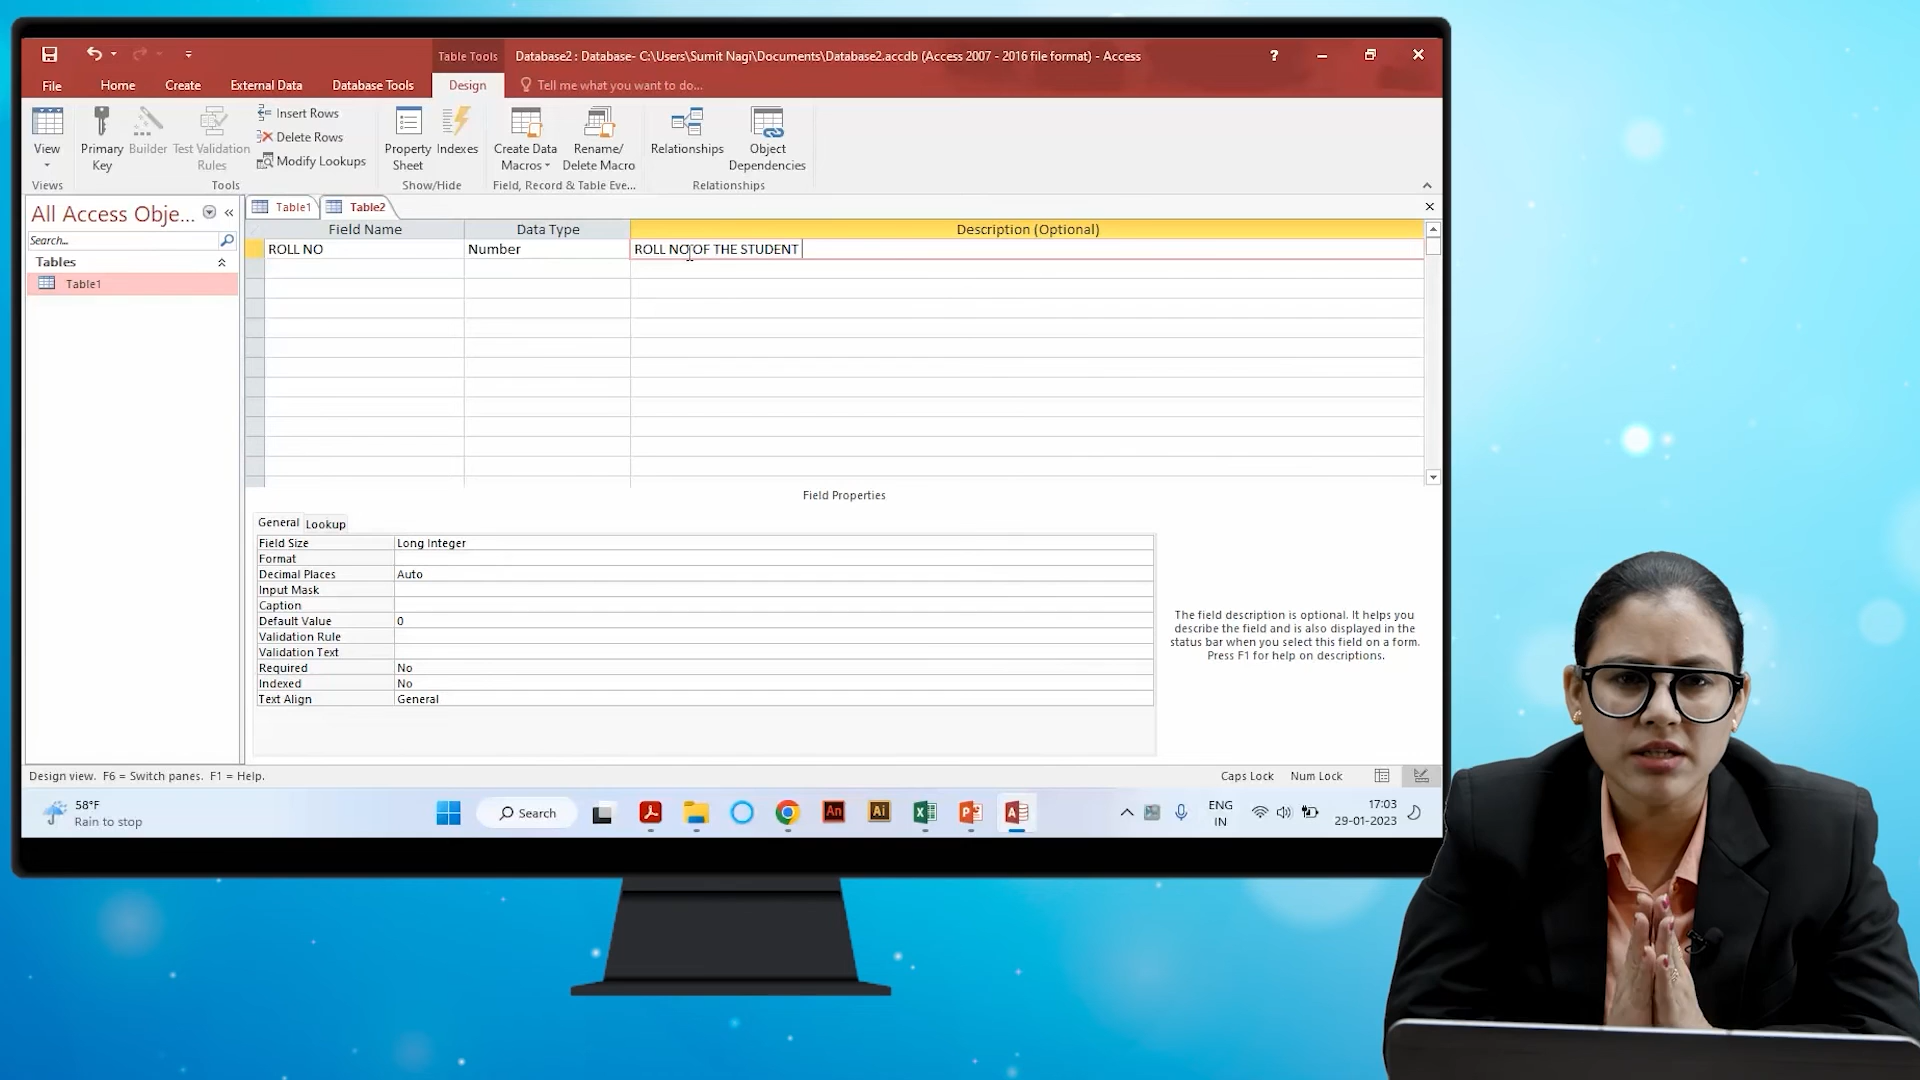 Table Tools
Database2 : Database- C:\Users\Sumit Nagi\Documents\Database2.accdb (Access 2007 - 2016 file format) - Access
?
File
Home
Create
External Data
Database Tools
Design
Tell me what you want to do...
View
Primary
Key
Builder
Test Validation
Rules
Insert Rows
Delete Rows
Modify Lookups
Property
Sheet
Indexes
Create Data
Macros
Rename/
Delete Macro
Relationships
Object
Dependencies
Views
Tools
Show/Hide
Field, Record & Table Eve...
Relationships
All Access Obje...
Search...
Tables
Table1
Table1
Table2
Field Name
Data Type
Description (Optional)
ROLL NO
Number
ROLL NO OF THE STUDENT
Field Properties
General
Lookup
Field Size
Long Integer
Format
Decimal Places
Auto
Input Mask
Caption
Default Value
0
Validation Rule
Validation Text
Required
No
Indexed
No
Text Align
General
The field description is optional. It helps you
describe the field and is also displayed in the
status bar when you select this field on a form.
Press F1 for help on descriptions.
Design view. F6 = Switch panes. F1 = Help.
Caps Lock
Num Lock
58°F
Rain to stop
Search
An
Ai
ENG
IN
17:03
29-01-2023